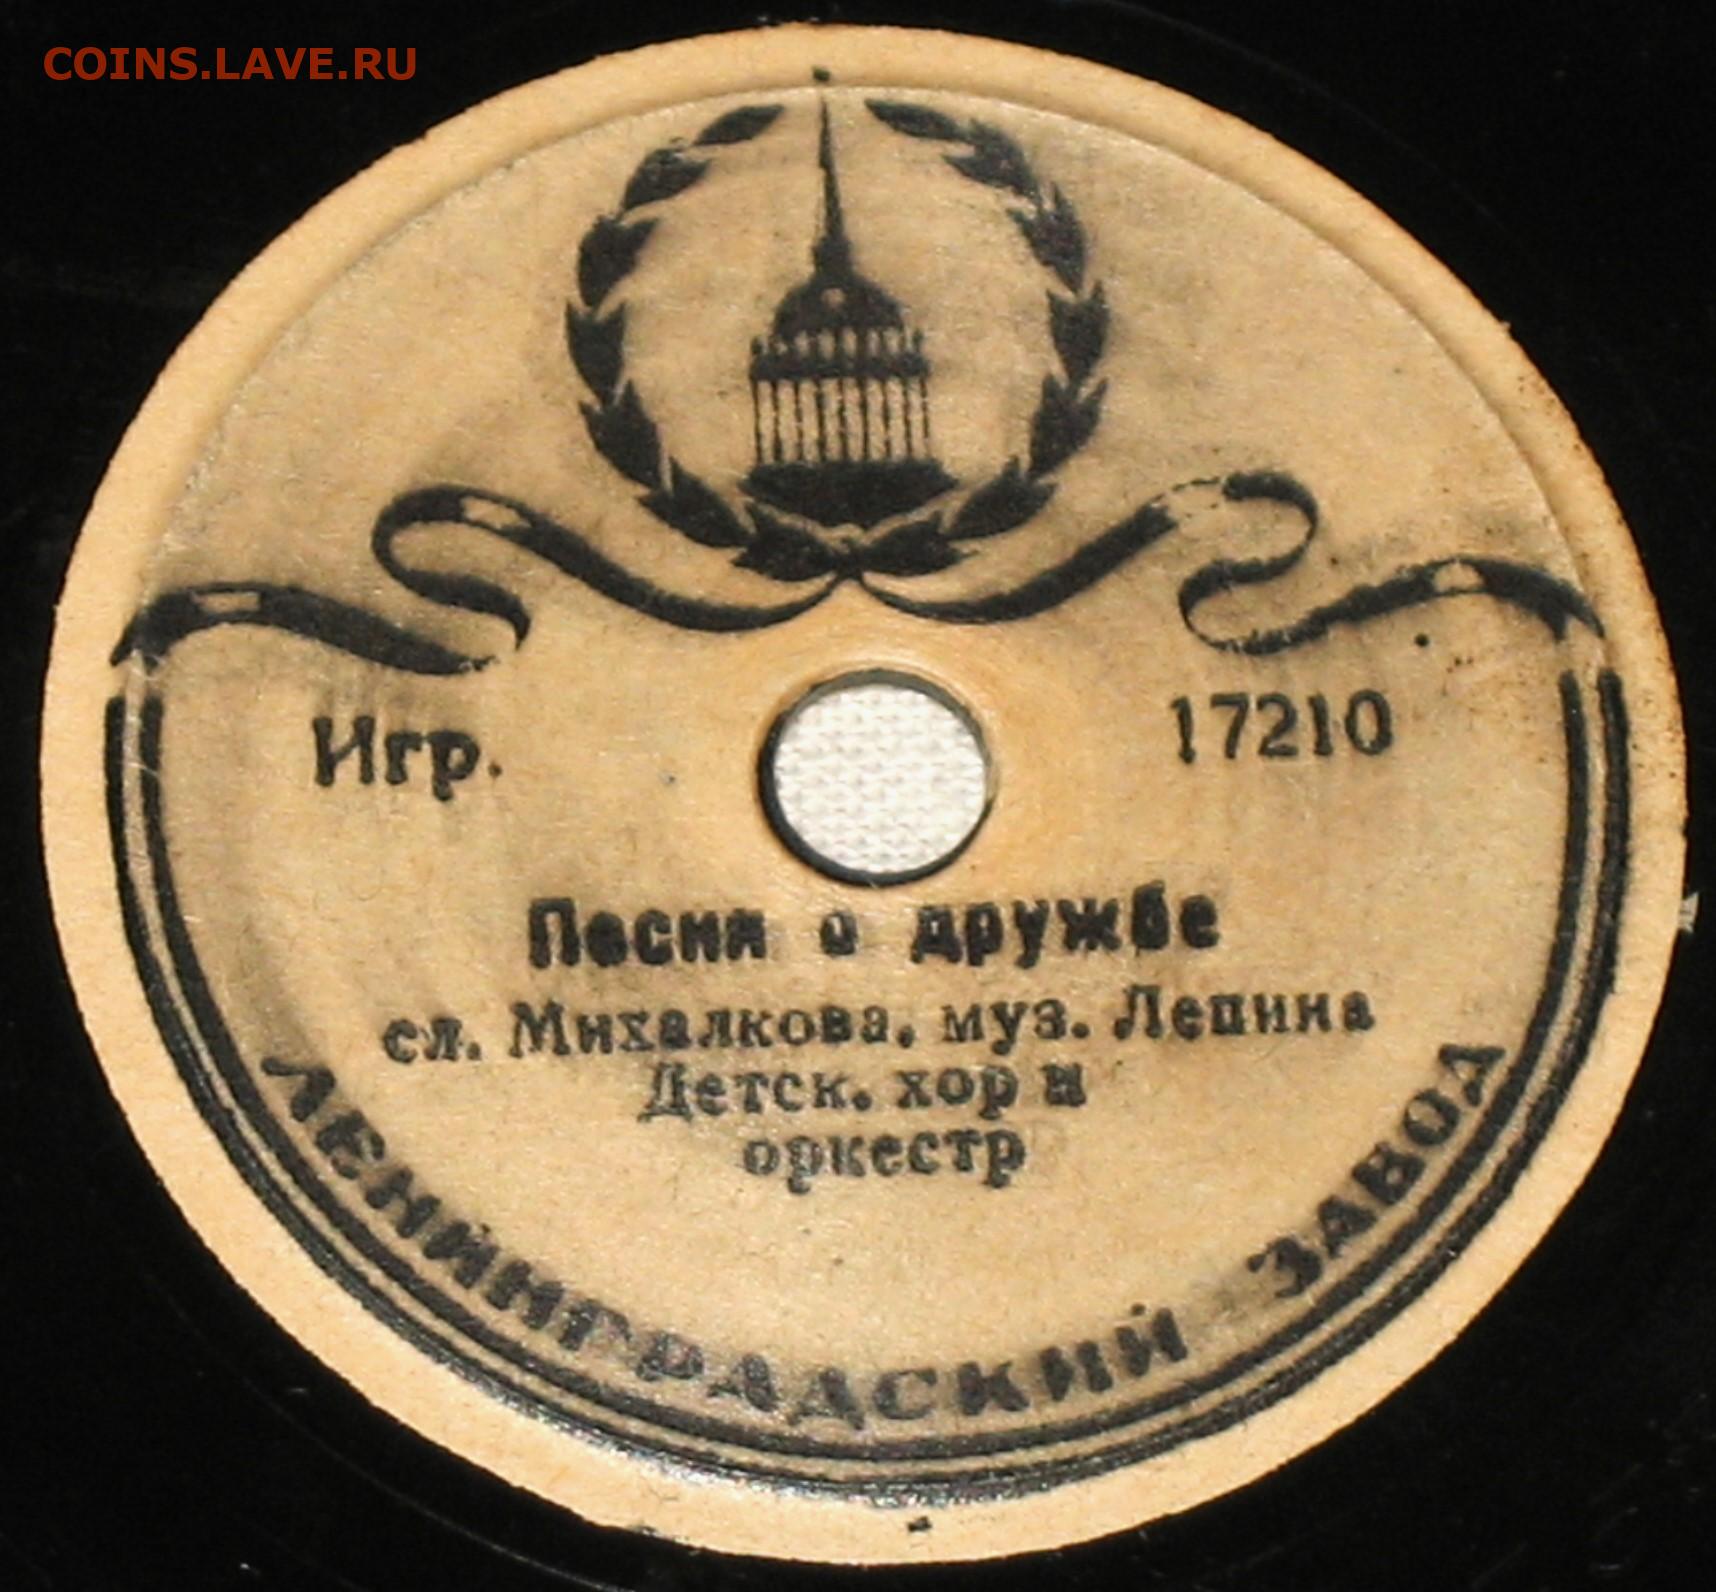 COINS.LAVE.RU
Игр. 17210
Песня о дружбе
сл. Михалкова, муз. Лепина
Детск. хор и
оркестр
ЛЕНИНГРАДСКИЙ ЗАВОД